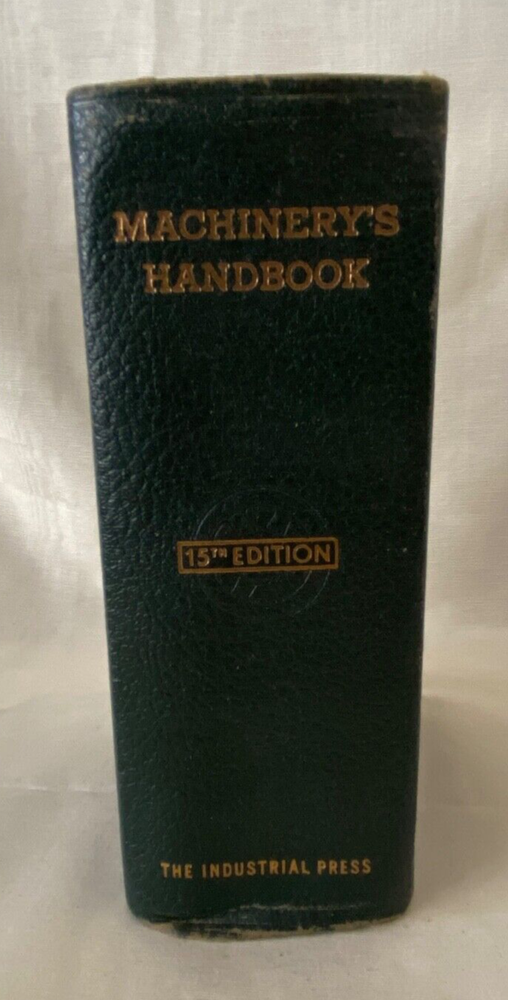 MACHINERY'S
HANDBOOK
15TH EDITION
THE INDUSTRIAL PRESS